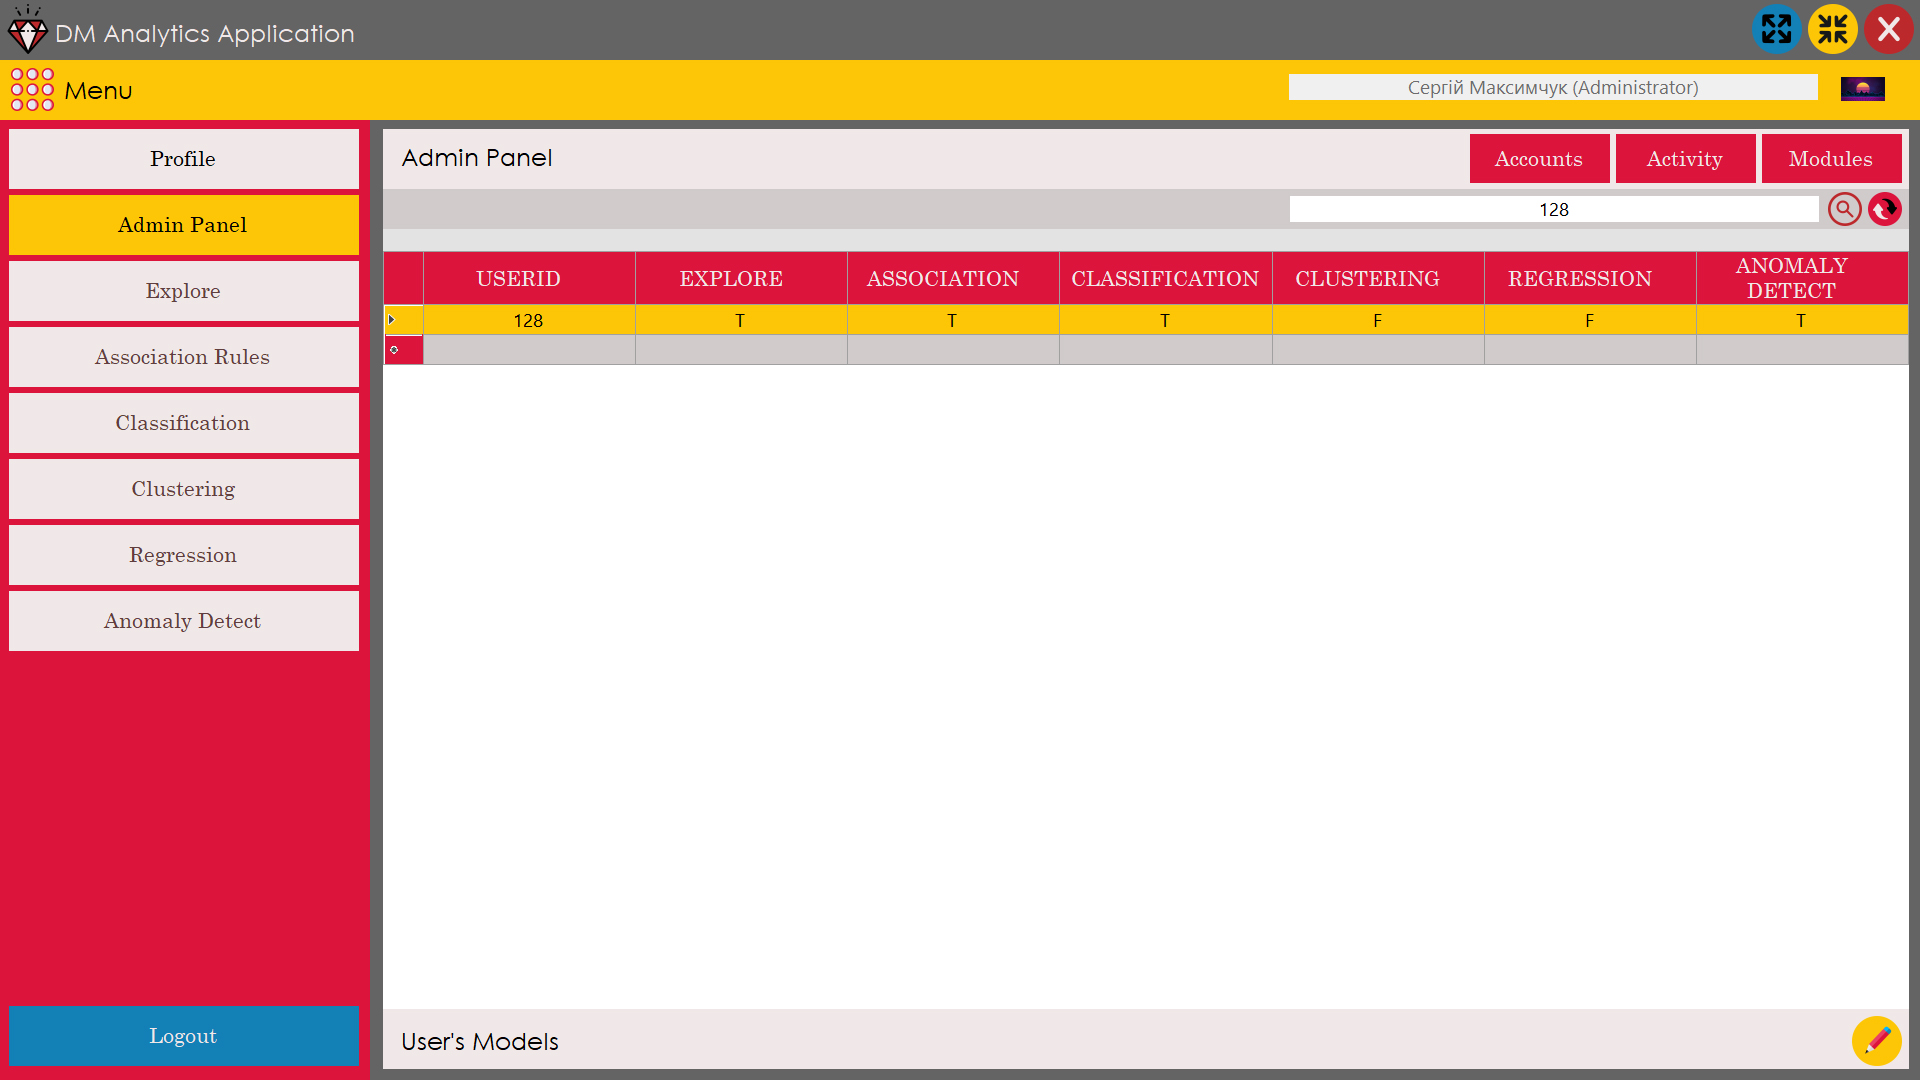 DM Analytics Application
Menu
Сергій Максимчук (Administrator)
Profile
Admin Panel
Explore
Association Rules
Classification
Clustering
Regression
Anomaly Detect
Logout
Admin Panel
Accounts Activity Modules
128
USERID EXPLORE ASSOCIATION CLASSIFICATION CLUSTERING REGRESSION ANOMALY
DETECT
128 T T T F F T
User's Models